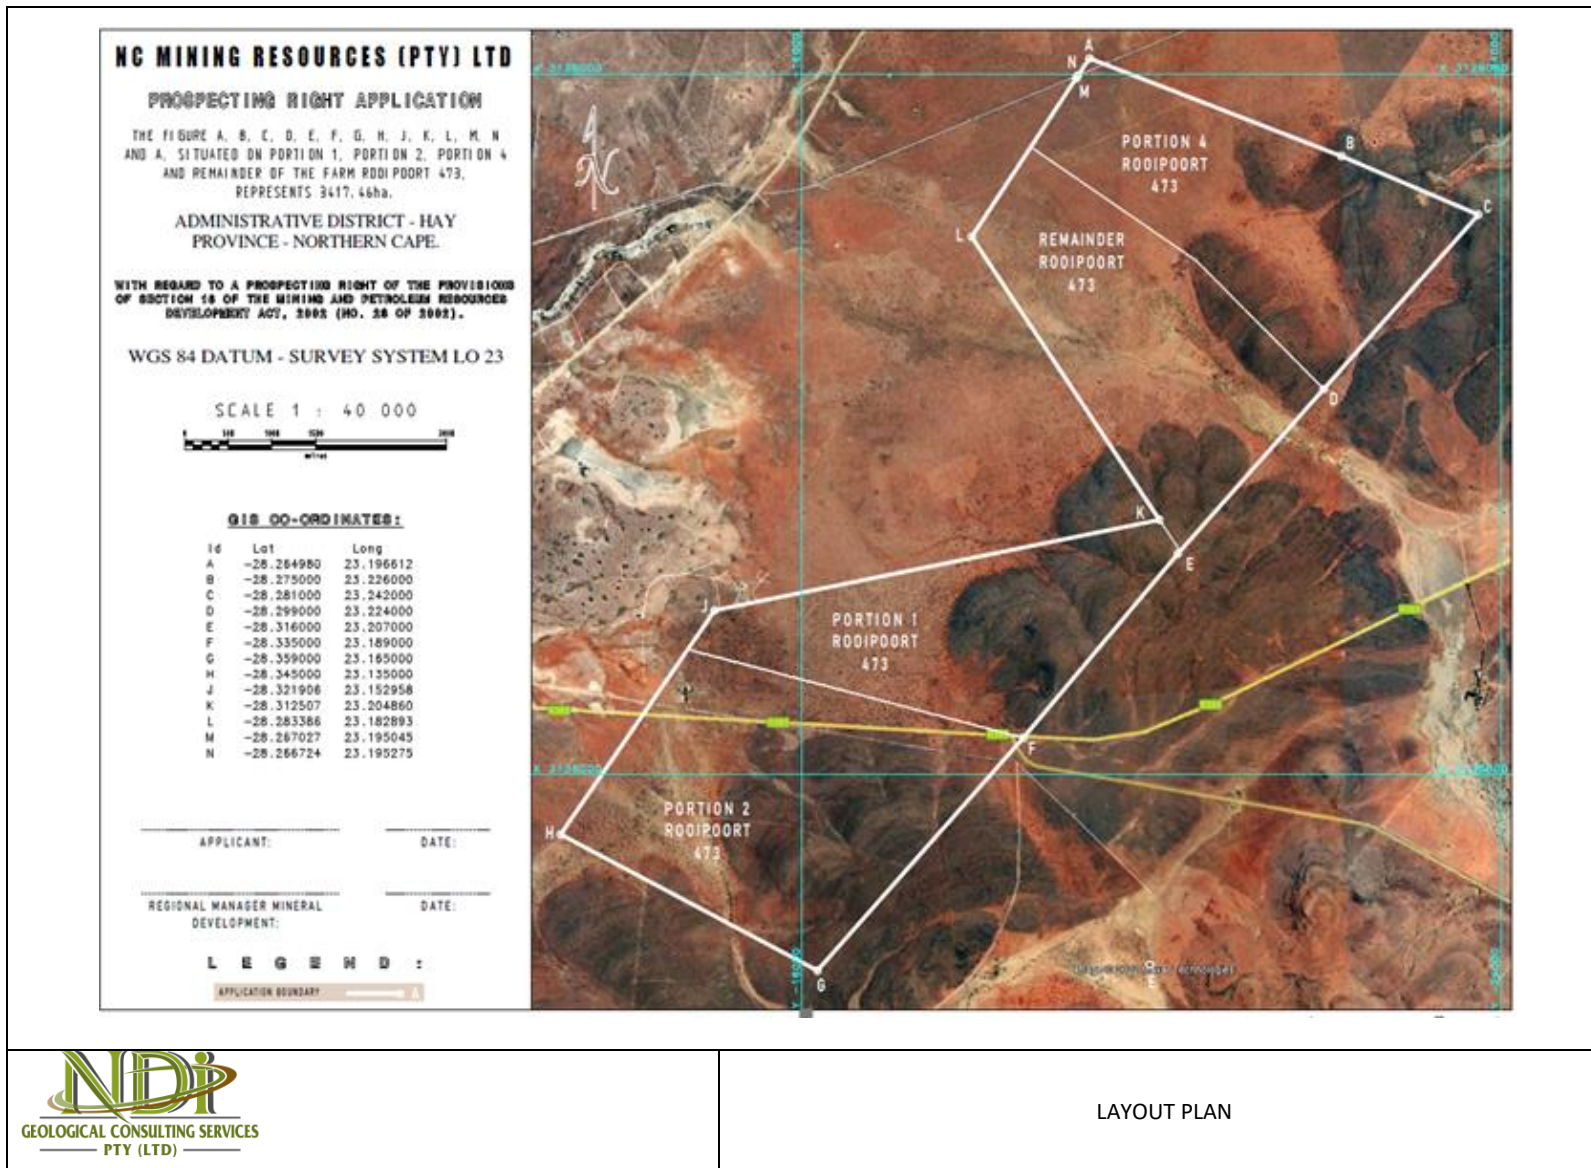 NC MINING RESOURCES (PTY) LTD
PROSPECTING RIGHT APPLICATION
THE FIGURE A, B, C, D, E, F, G, H, J, K, L, M, N
AND A, SITUATED ON PORTION 1, PORTION 2, PORTION 4
AND REMAINDER OF THE FARM ROOIPOORT 473,
REPRESENTS 3417.46ha.
ADMINISTRATIVE DISTRICT - HAY
PROVINCE - NORTHERN CAPE.
WITH REGARD TO A PROSPECTING RIGHT OF THE PROVISIONS
OF SECTION 16 OF THE MINING AND PETROLEUM RESOURCES
DEVELOPMENT ACT, 2002 (NO. 28 OF 2002).
WGS 84 DATUM - SURVEY SYSTEM LO 23
SCALE 1 : 40 000
0 500 1000 1500 3000
metres
GIS CO-ORDINATES:
Id Lat Long
A -28.264980 23.196612
B -28.275000 23.226000
C -28.281000 23.242000
D -28.299000 23.224000
E -28.316000 23.207000
F -28.335000 23.189000
G -28.359000 23.165000
H -28.345000 23.135000
J -28.321906 23.152958
K -28.312507 23.204860
L -28.283386 23.182893
M -28.267027 23.195045
N -28.266724 23.195275
APPLICANT: DATE:
REGIONAL MANAGER MINERAL DATE:
DEVELOPMENT:
LEGEND:
APPLICATION BOUNDARY A
N
A
N
M
B
C
PORTION 4
ROOIPOORT
473
L
REMAINDER
ROOIPOORT
473
D
K
E
J
PORTION 1
ROOIPOORT
473
F
H
PORTION 2
ROOIPOORT
473
G
NDi
GEOLOGICAL CONSULTING SERVICES
PTY (LTD)
LAYOUT PLAN